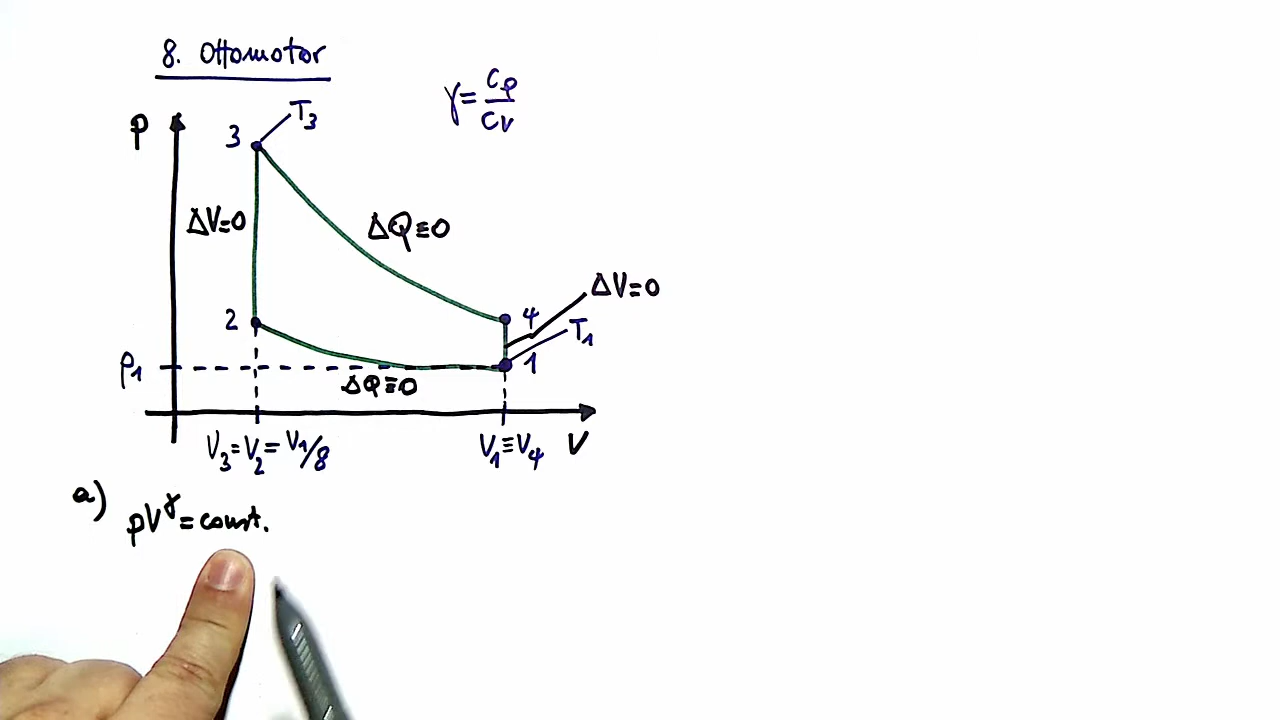 8. Ottomotor
γ = Cp/Cv
p
3
T3
ΔV=0
ΔQ≡0
ΔV=0
2
4
T1
p1
1
ΔQ≡0
V3=V2=V1/8
V1≡V4
V
a)
pV^γ = const.